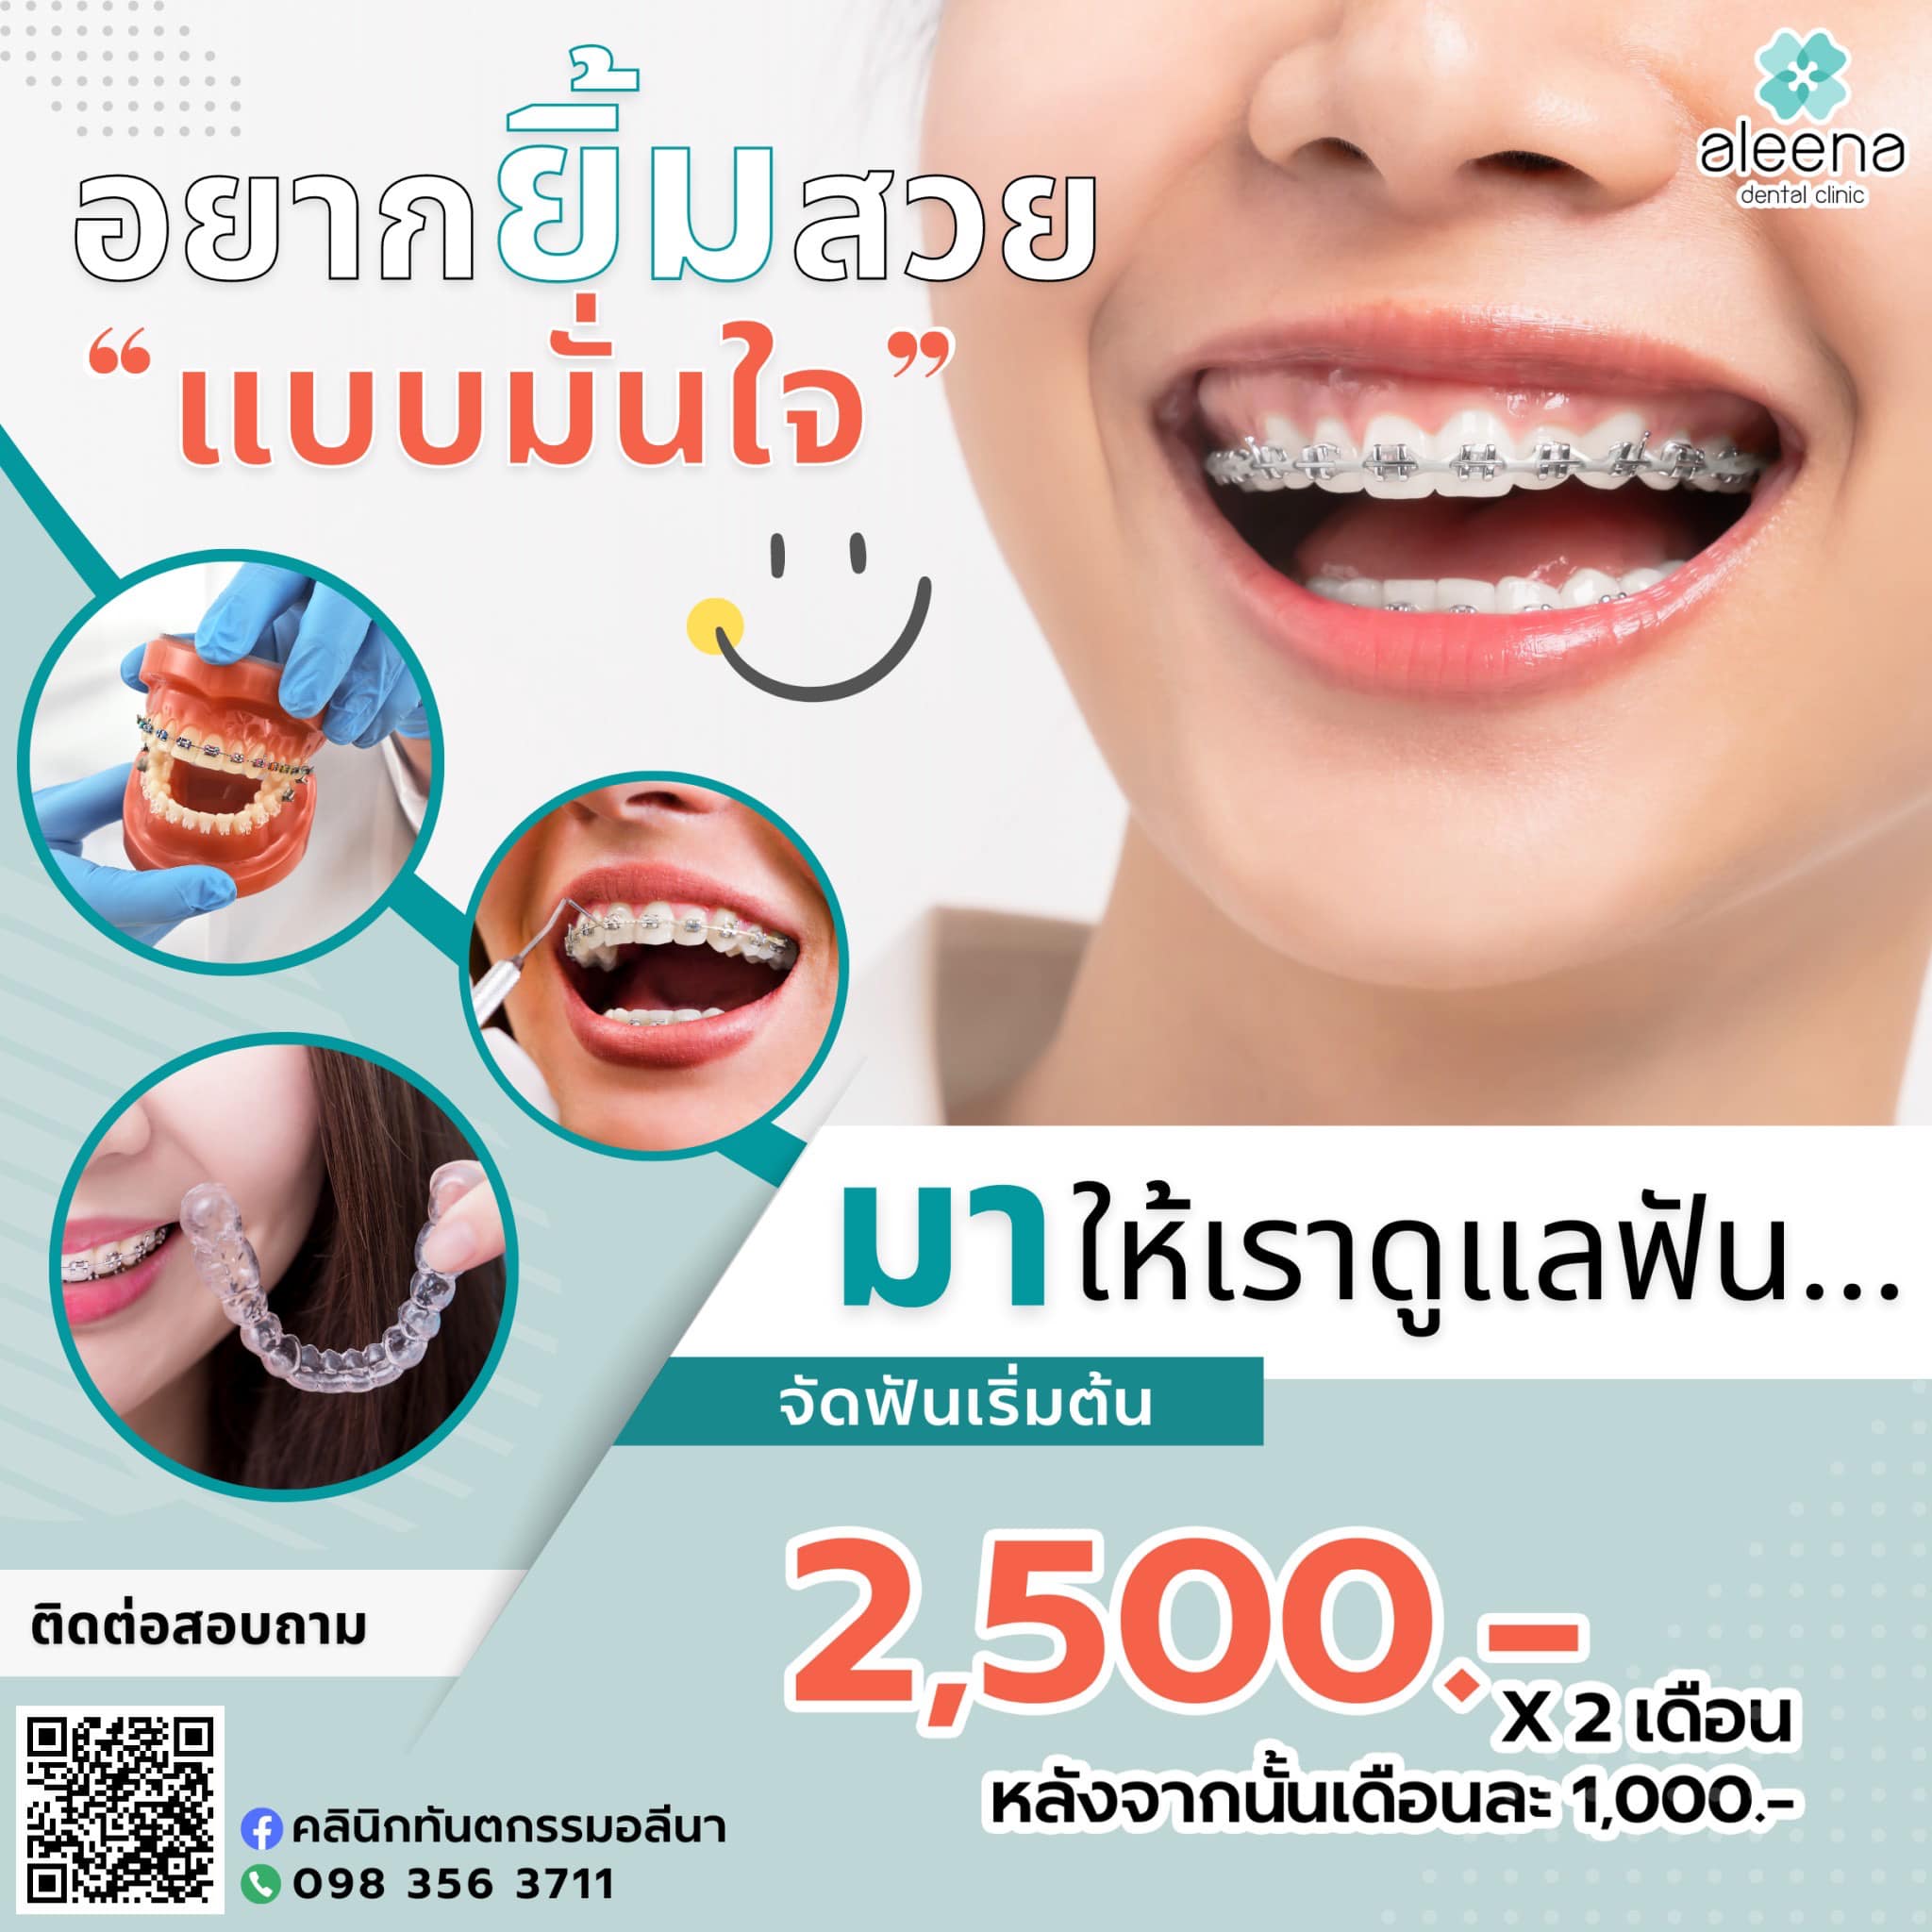 อยากยิ้มสวย
“แบบมั่นใจ”
aleena
dental clinic
มาให้เราดูแลฟัน...
จัดฟันเริ่มต้น
2,500.-
X 2 เดือน
หลังจากนั้นเดือนละ 1,000.-
ติดต่อสอบถาม
คลินิกทันตกรรมอลีนา
098 356 3711